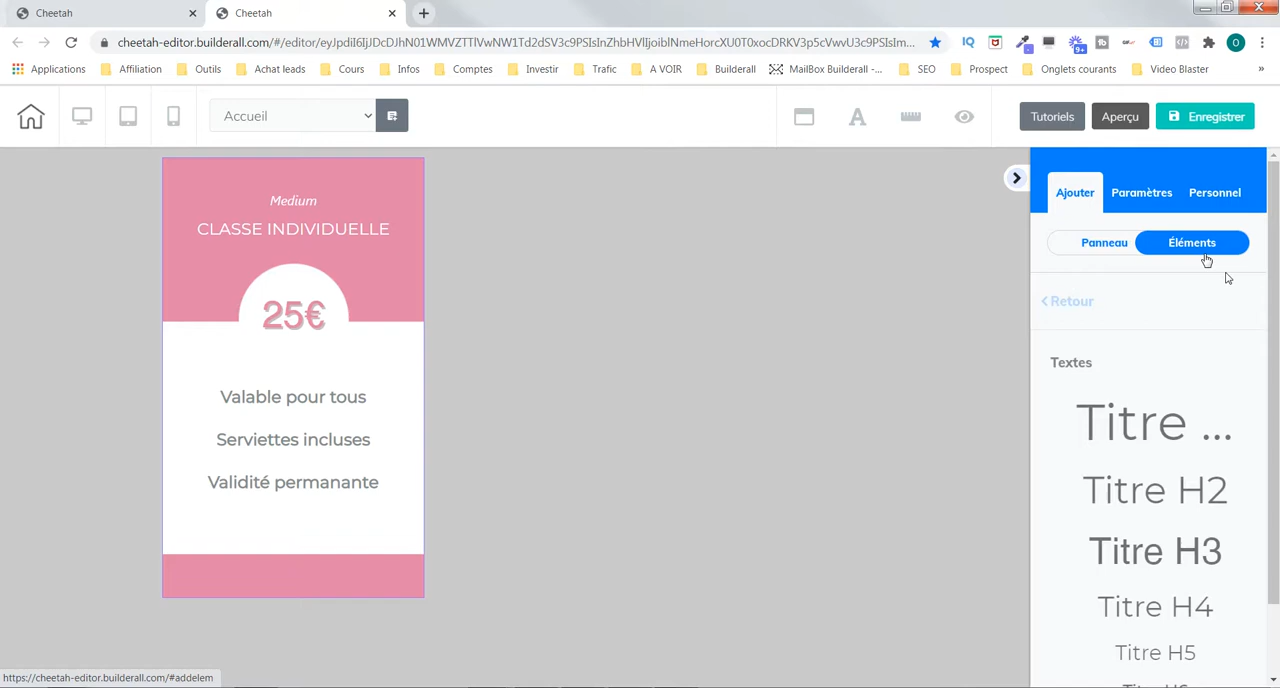 Cheetah
Cheetah
cheetah-editor.builderall.com/#/editor/
Applications
Affiliation
Outils
Achat leads
Cours
Infos
Comptes
Investir
Trafic
A VOIR
Builderall
MailBox Builderall -...
SEO
Prospect
Onglets courants
Video Blaster
»
Accueil
Tutoriels
Aperçu
Enregistrer
Medium
CLASSE INDIVIDUELLE
25€
Valable pour tous
Serviettes incluses
Validité permanante
Ajouter
Paramètres
Personnel
Panneau
Éléments
Retour
Textes
Titre ...
Titre H2
Titre H3
Titre H4
Titre H5
https://cheetah-editor.builderall.com/#addelem